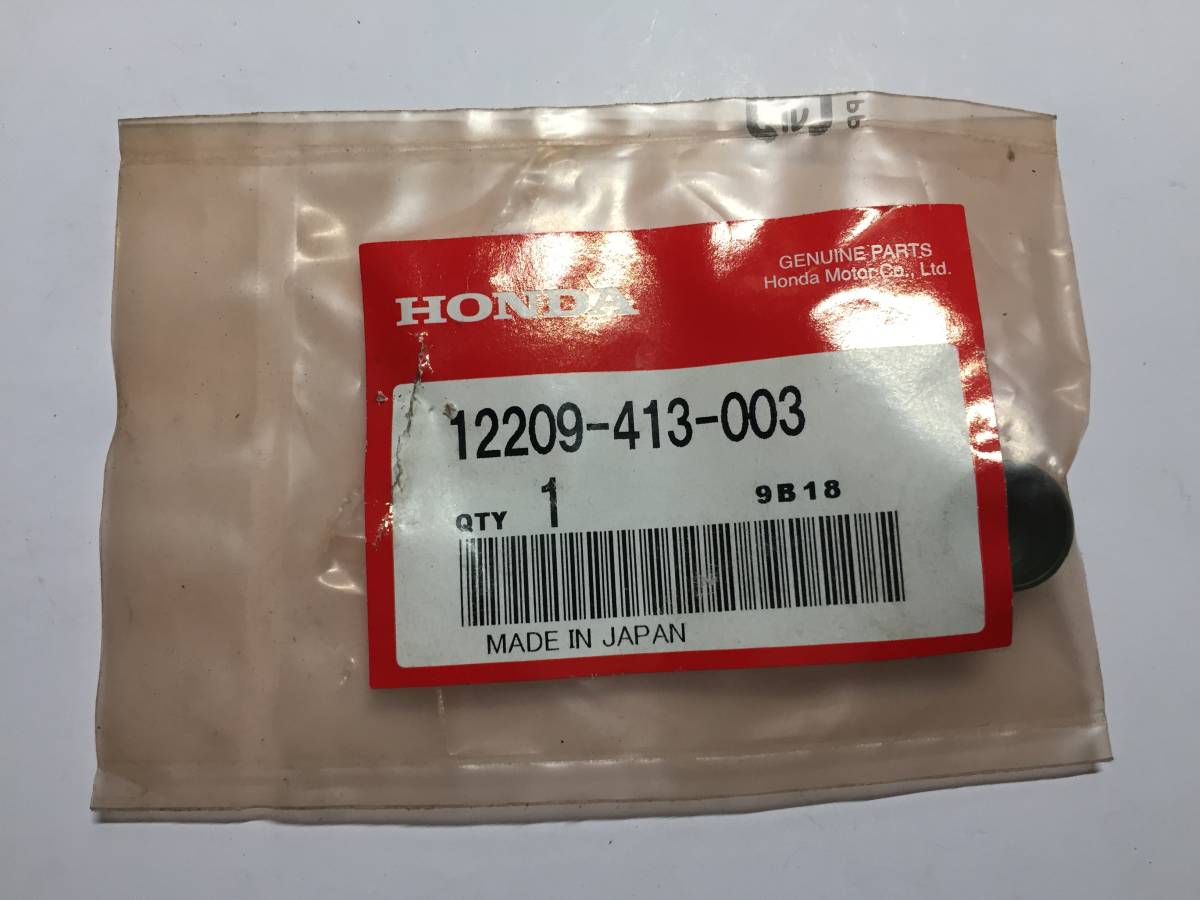 GENUINE PARTS
Honda Motor Co., Ltd.
HONDA
12209-413-003
QTY 1 9B18
MADE IN JAPAN